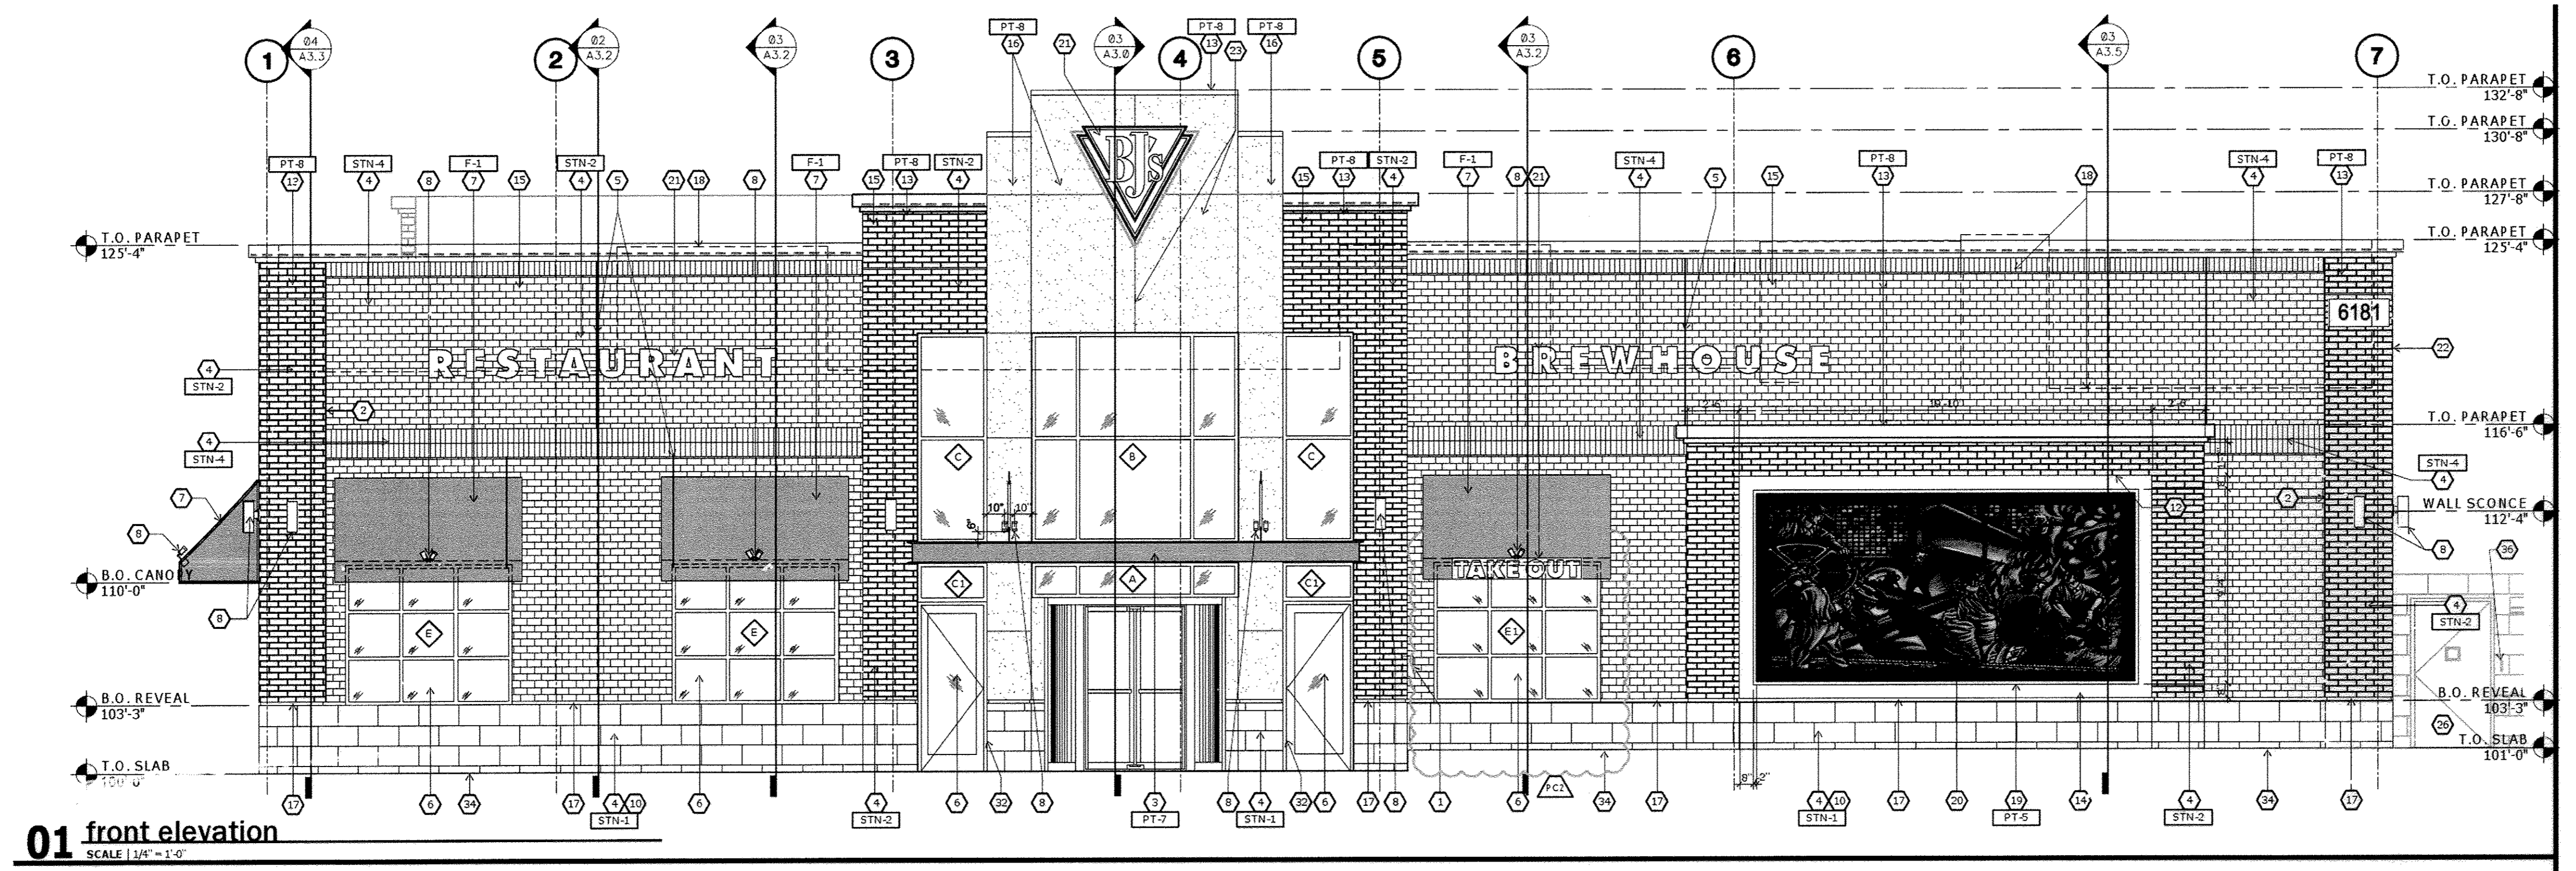 1 04 A3.3 2 02 A3.2 03 A3.2 3 PT-8 16 21 03 A3.0 4 PT-8 13 23 PT-8 16 5 03 A3.2 6 03 A3.5 7
T.O. PARAPET
132'-8"
T.O. PARAPET
130'-8"
PT-8 STN-4 F-1 STN-2 F-1 PT-8 STN-2 PT-8 STN-2 F-1 STN-4 PT-8 STN-4 PT-8
13 4 8 7 15 4 5 21 18 8 7 15 13 4 15 13 4 7 8 21 4 5 15 13 18 4 13
T.O. PARAPET
127'-8"
BJ's
T.O. PARAPET
125'-4"
T.O. PARAPET
125'-4"
6181
22
RESTAURANT
BREWHOUSE
4
STN-2
2
2'-6" 19'-10" 2'-6"
T.O. PARAPET
116'-6"
4
STN-4
C B C
STN-4
4
7
2
12
WALL SCONCE
112'-4"
10" 10"
8
8
36
B.O. CANOPY
110'-0"
TAKE OUT
C1 A C1
8
4
STN-2
E E E1
B.O. REVEAL
103'-3"
B.O. REVEAL
103'-3"
26
T.O. SLAB
T.O. SLAB
101'-0"
8" 2"
17 6 34 17 4 10 6 4 6 32 8 3 8 4 32 6 17 8 1 6 PC2 34 17 4 10 17 20 19 14 4 34 17
STN-1 STN-2 PT-7 STN-1 STN-1 PT-5 STN-2
01 front elevation
SCALE | 1/4" = 1'-0"